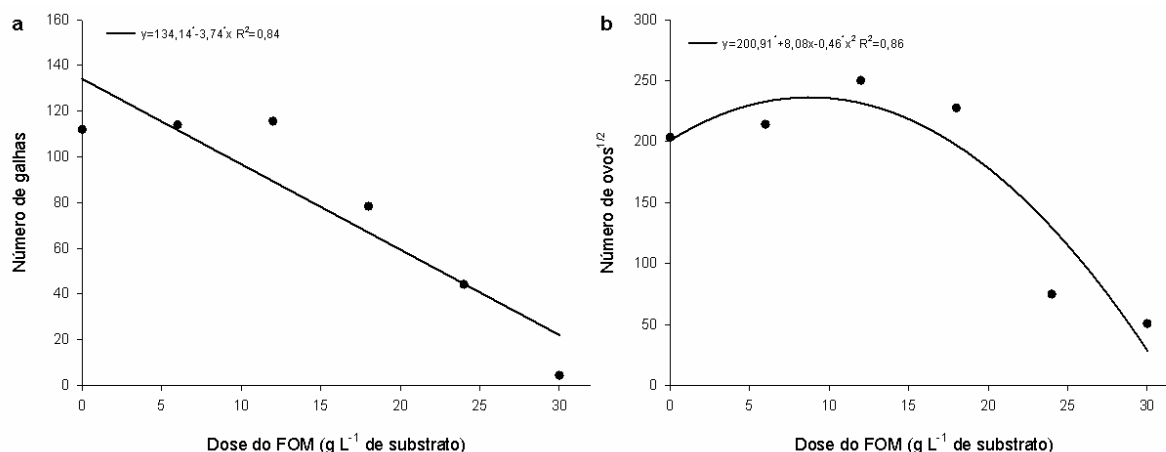 a
y=134,14*-3,74*x R²=0,84
Número de galhas
160
140
120
100
80
60
40
20
0
0 5 10 15 20 25 30
Dose do FOM (g L⁻¹ de substrato)
b
y=200,91*+8,08x-0,46*x² R²=0,86
Número de ovos¹/²
300
250
200
150
100
50
0
0 5 10 15 20 25 30
Dose do FOM (g L⁻¹ de substrato)